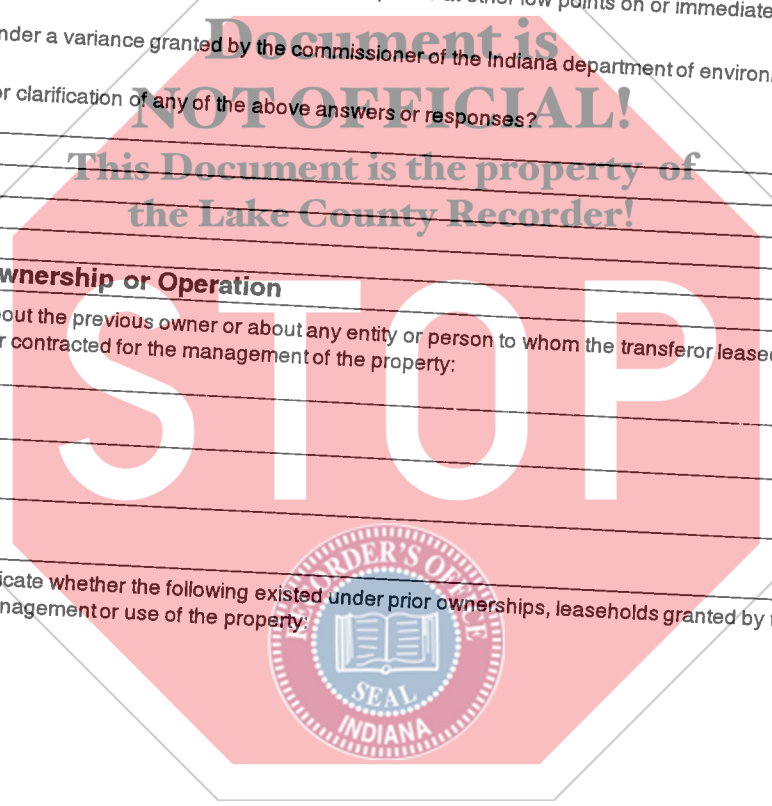 other low points on or immediate
nder a variance granted by the commissioner of the Indiana department of environ
or clarification of any of the above answers or responses?
Document is
NOT OFFICIAL!
This Document is the property of
the Lake County Recorder!
wnership or Operation
out the previous owner or about any entity or person to whom the transferor leased
r contracted for the management of the property:
STOP
icate whether the following existed under prior ownerships, leaseholds granted by t
nagement or use of the property:
RECORDER'S OFFICE
SEAL
INDIANA